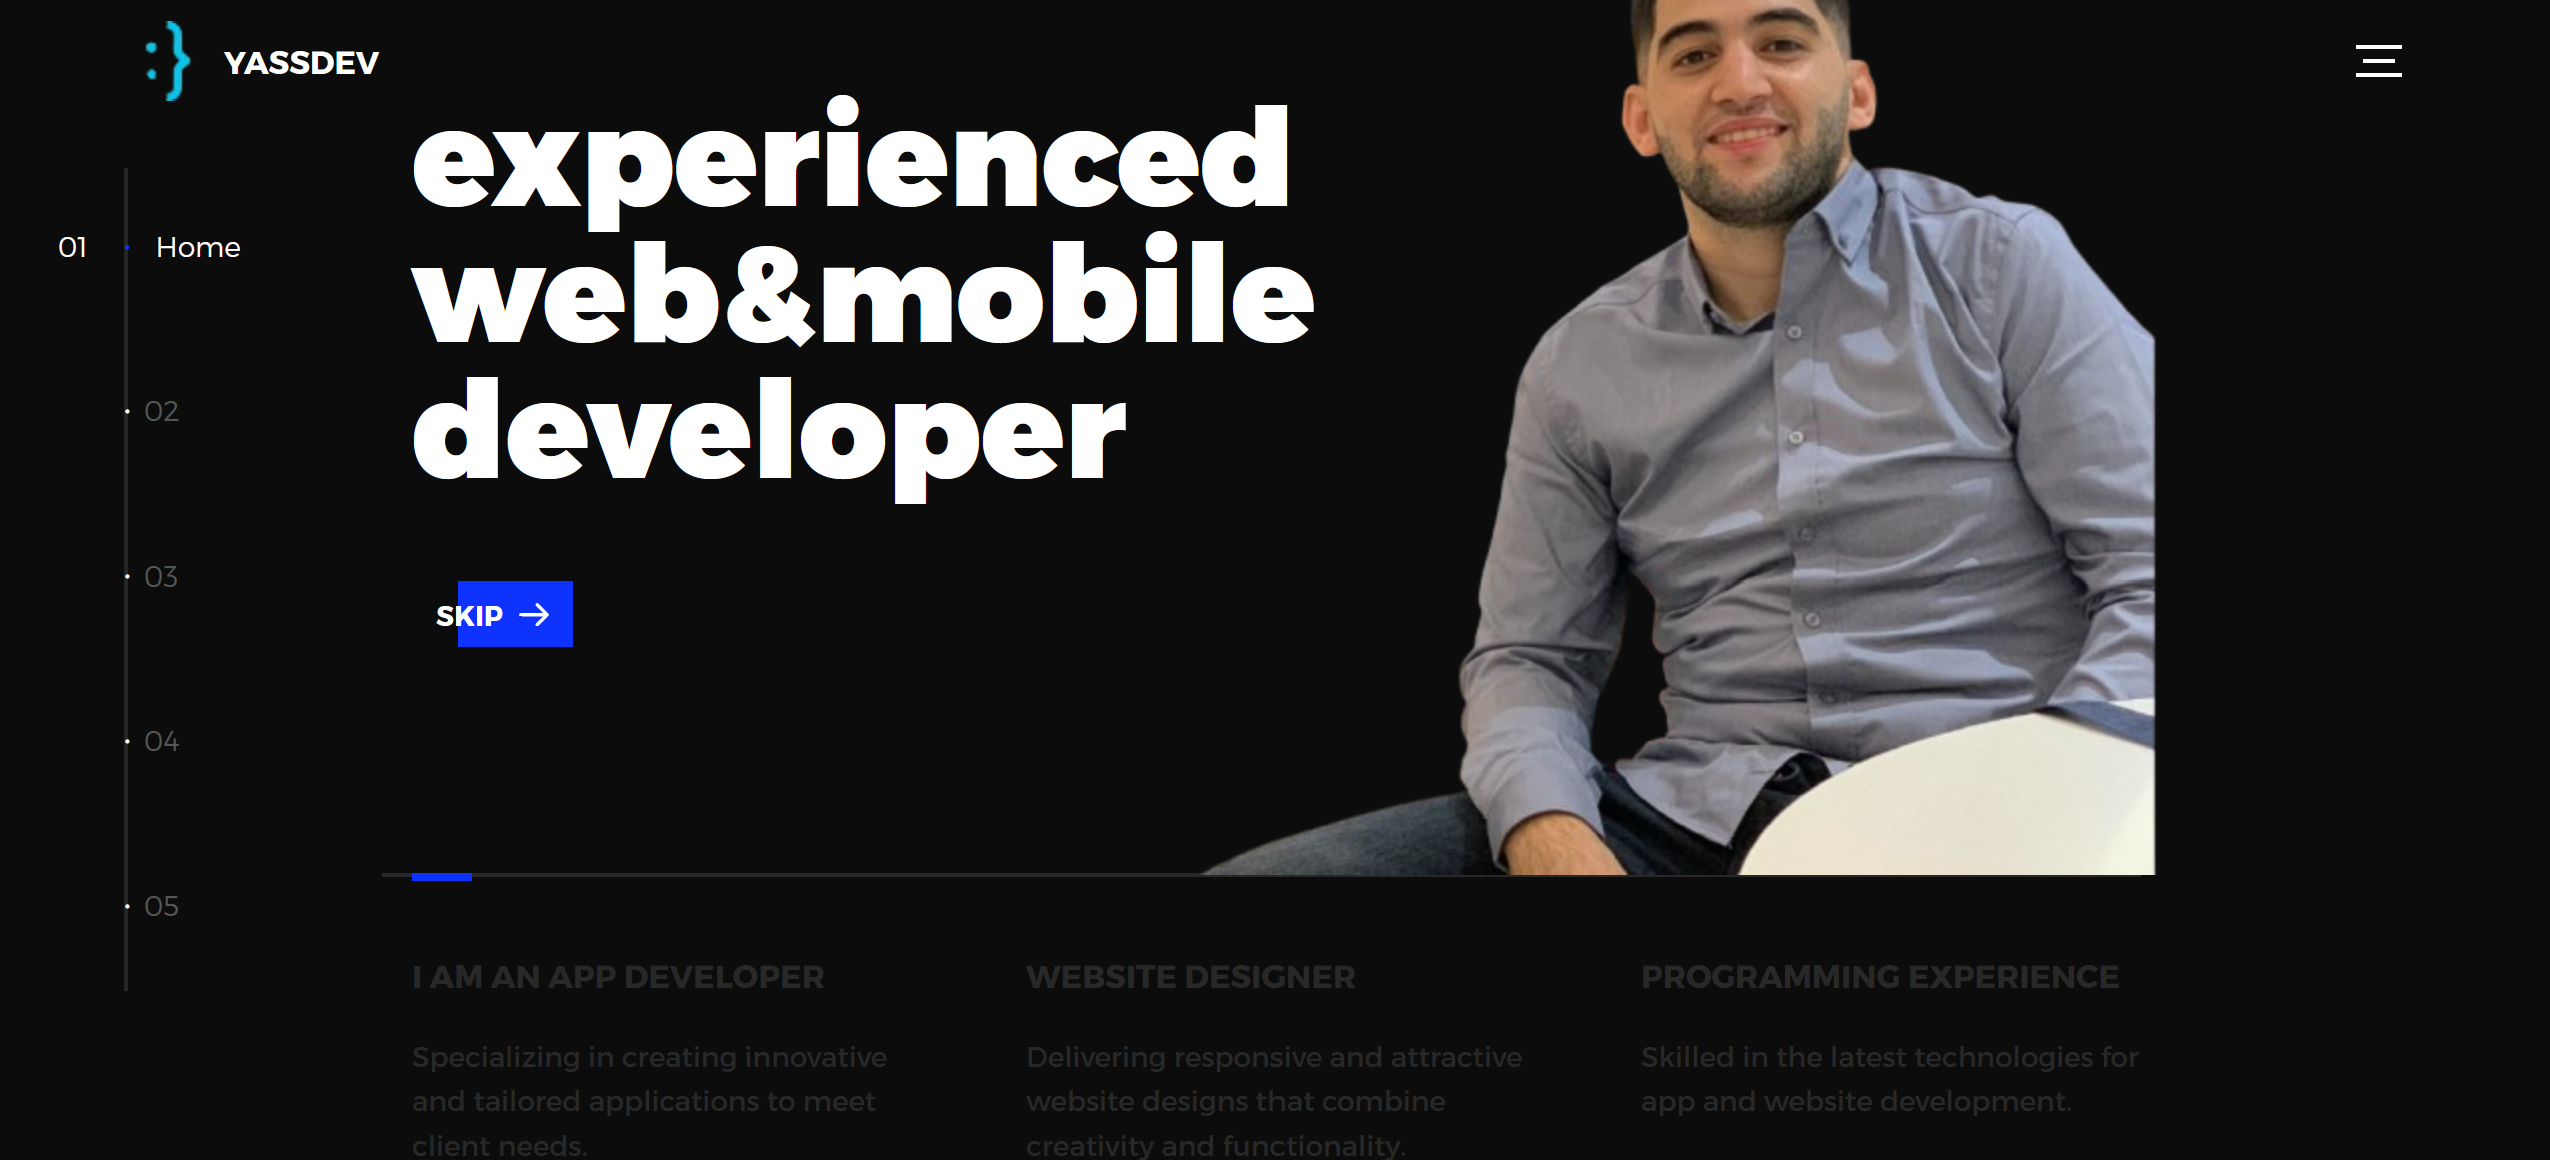 :} YASSDEV
experienced
web&mobile
developer
01 Home
02
03
04
05
SKIP →
I AM AN APP DEVELOPER
Specializing in creating innovative
and tailored applications to meet
client needs.
WEBSITE DESIGNER
Delivering responsive and attractive
website designs that combine
creativity and functionality.
PROGRAMMING EXPERIENCE
Skilled in the latest technologies for
app and website development.